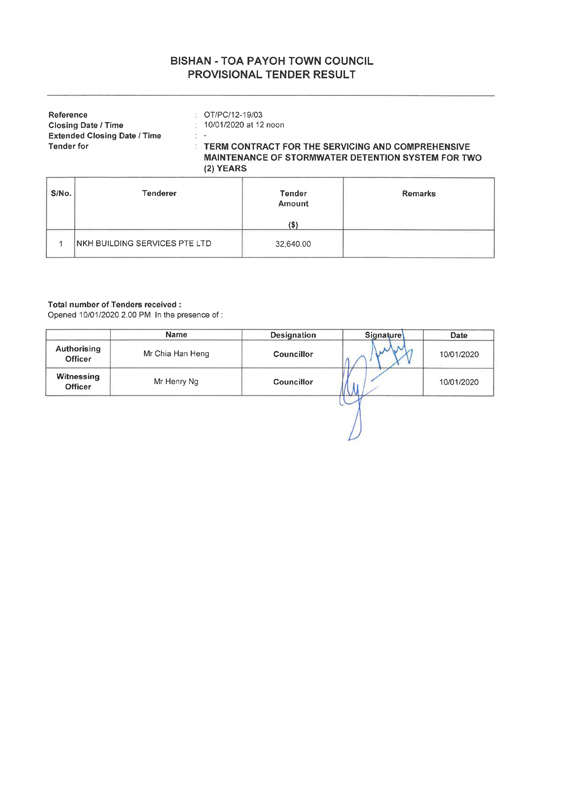 BISHAN - TOA PAYOH TOWN COUNCIL
PROVISIONAL TENDER RESULT
Reference : OT/PC/12-19/03
Closing Date / Time : 10/01/2020 at 12 noon
Extended Closing Date / Time : -
Tender for : TERM CONTRACT FOR THE SERVICING AND COMPREHENSIVE
MAINTENANCE OF STORMWATER DETENTION SYSTEM FOR TWO
(2) YEARS
S/No. Tenderer Tender Amount ($) Remarks
1 NKH BUILDING SERVICES PTE LTD 32,640.00
Total number of Tenders received :
Opened 10/01/2020 2.00 PM In the presence of :
Name Designation Signature Date
Authorising Officer Mr Chia Han Heng Councillor 10/01/2020
Witnessing Officer Mr Henry Ng Councillor 10/01/2020